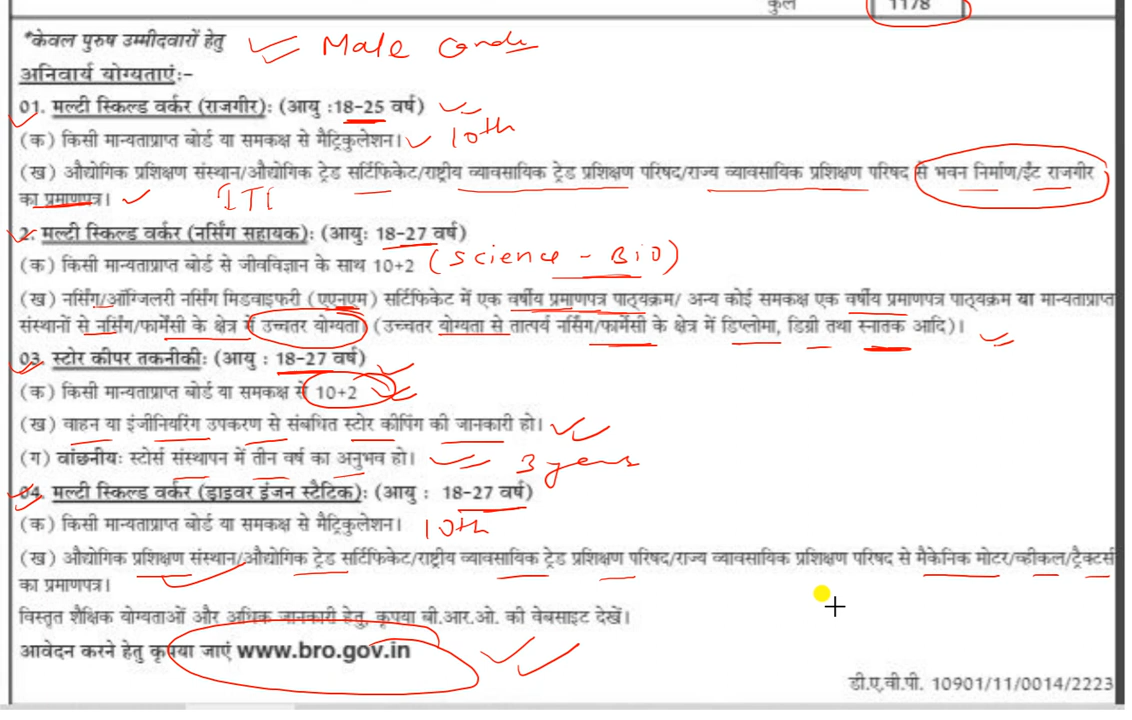 कुल 1178
*केवल पुरुष उम्मीदवारों हेतु Male Cande
अनिवार्य योग्यताएं:-
01. मल्टी स्किल्ड वर्कर (राजगीर): (आयु :18-25 वर्ष)
(क) किसी मान्यताप्राप्त बोर्ड या समकक्ष से मैट्रिकुलेशन। 10th
(ख) औद्योगिक प्रशिक्षण संस्थान/औद्योगिक ट्रेड सर्टिफिकेट/राष्ट्रीय व्यावसायिक ट्रेड प्रशिक्षण परिषद/राज्य व्यावसायिक प्रशिक्षण परिषद से भवन निर्माण/ईंट राजगीर
का प्रमाणपत्र। ITI
2. मल्टी स्किल्ड वर्कर (नर्सिंग सहायक): (आयु: 18-27 वर्ष)
(क) किसी मान्यताप्राप्त बोर्ड से जीवविज्ञान के साथ 10+2 (Science - Bio)
(ख) नर्सिंग/ऑग्जिलरी नर्सिंग मिडवाइफरी (एएनएम) सर्टिफिकेट में एक वर्षीय प्रमाणपत्र पाठ्यक्रम/ अन्य कोई समकक्ष एक वर्षीय प्रमाणपत्र पाठ्यक्रम या मान्यताप्राप्त
संस्थानों से नर्सिंग/फार्मेसी के क्षेत्र में उच्चतर योग्यता (उच्चतर योग्यता से तात्पर्य नर्सिंग/फार्मेसी के क्षेत्र में डिप्लोमा, डिग्री तथा स्नातक आदि)।
03. स्टोर कीपर तकनीकी: (आयु : 18-27 वर्ष)
(क) किसी मान्यताप्राप्त बोर्ड या समकक्ष से 10+2
(ख) वाहन या इंजीनियरिंग उपकरण से संबधित स्टोर कीपिंग की जानकारी हो।
(ग) वांछनीय: स्टोर्स संस्थापन में तीन वर्ष का अनुभव हो। 3 years
04. मल्टी स्किल्ड वर्कर (ड्राइवर इंजन स्टैटिक): (आयु : 18-27 वर्ष)
(क) किसी मान्यताप्राप्त बोर्ड या समकक्ष से मैट्रिकुलेशन। 10th
(ख) औद्योगिक प्रशिक्षण संस्थान/औद्योगिक ट्रेड सर्टिफिकेट/राष्ट्रीय व्यावसायिक ट्रेड प्रशिक्षण परिषद/राज्य व्यावसायिक प्रशिक्षण परिषद से मैकेनिक मोटर/व्हीकल/ट्रैक्टर्स
का प्रमाणपत्र।
विस्तृत शैक्षिक योग्यताओं और अधिक जानकारी हेतु, कृपया बी.आर.ओ. की वेबसाइट देखें।
आवेदन करने हेतु कृपया जाएं www.bro.gov.in
डी.ए.वी.पी. 10901/11/0014/2223